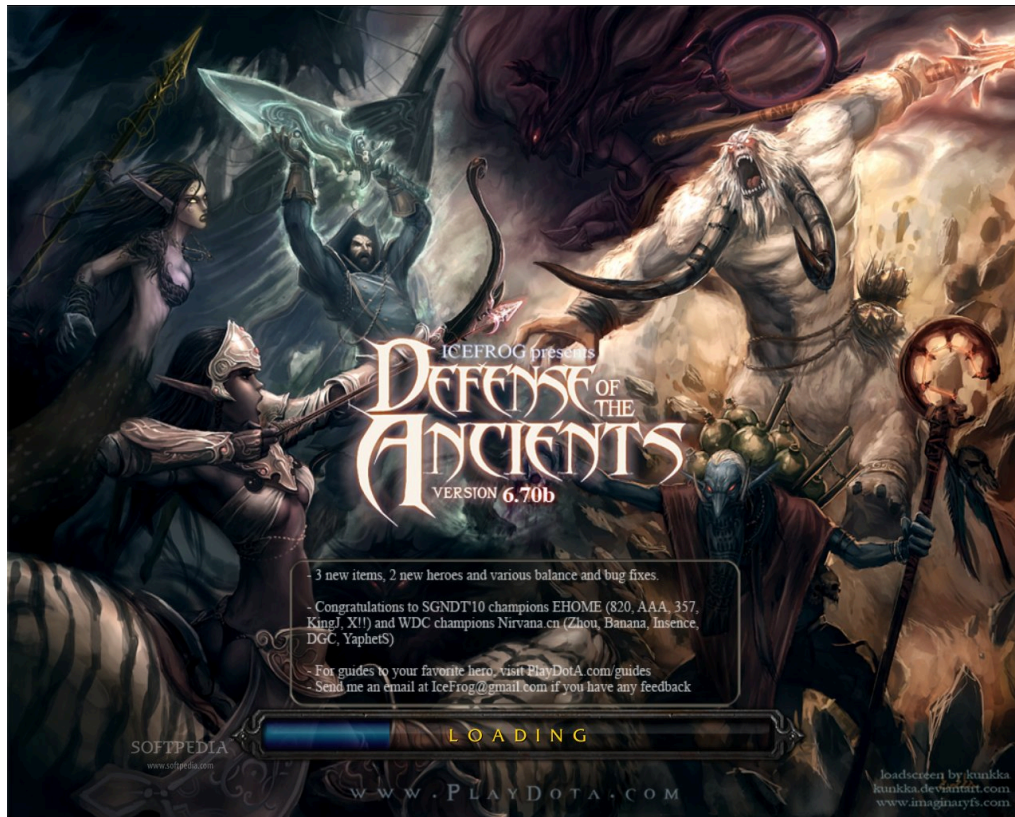 ICEFROG presents
DEFENSE OF THE
ANCIENTS
VERSION 6.70b
- 3 new items, 2 new heroes and various balance and bug fixes.
- Congratulations to SGNDT'10 champions EHOME (820, AAA, 357,
KingJ, X!!) and WDC champions Nirvana.cn (Zhou, Banana, Insence,
DGC, YaphetS)
- For guides to your favorite hero, visit PlayDotA.com/guides
- Send me an email at IceFrog@gmail.com if you have any feedback
LOADING
SOFTPEDIA
www.softpedia.com
WWW.PLAYDOTA.COM
loadscreen by kunkka
kunkka.deviantart.com
www.imaginaryfs.com